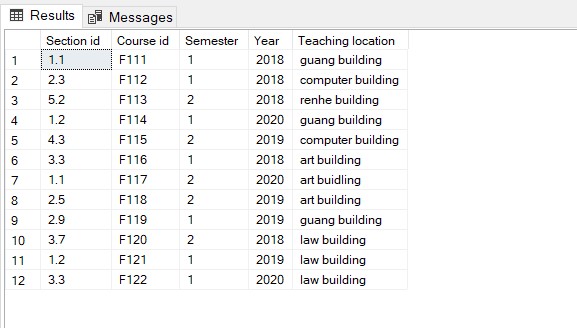 Results Messages
Section id Course id Semester Year Teaching location
1 1.1 F111 1 2018 guang building
2 2.3 F112 1 2018 computer building
3 5.2 F113 2 2018 renhe building
4 1.2 F114 1 2020 guang building
5 4.3 F115 2 2019 computer building
6 3.3 F116 1 2018 art building
7 1.1 F117 2 2020 art buidling
8 2.5 F118 2 2019 art building
9 2.9 F119 1 2019 guang building
10 3.7 F120 2 2018 law building
11 1.2 F121 1 2019 law building
12 3.3 F122 1 2020 law building